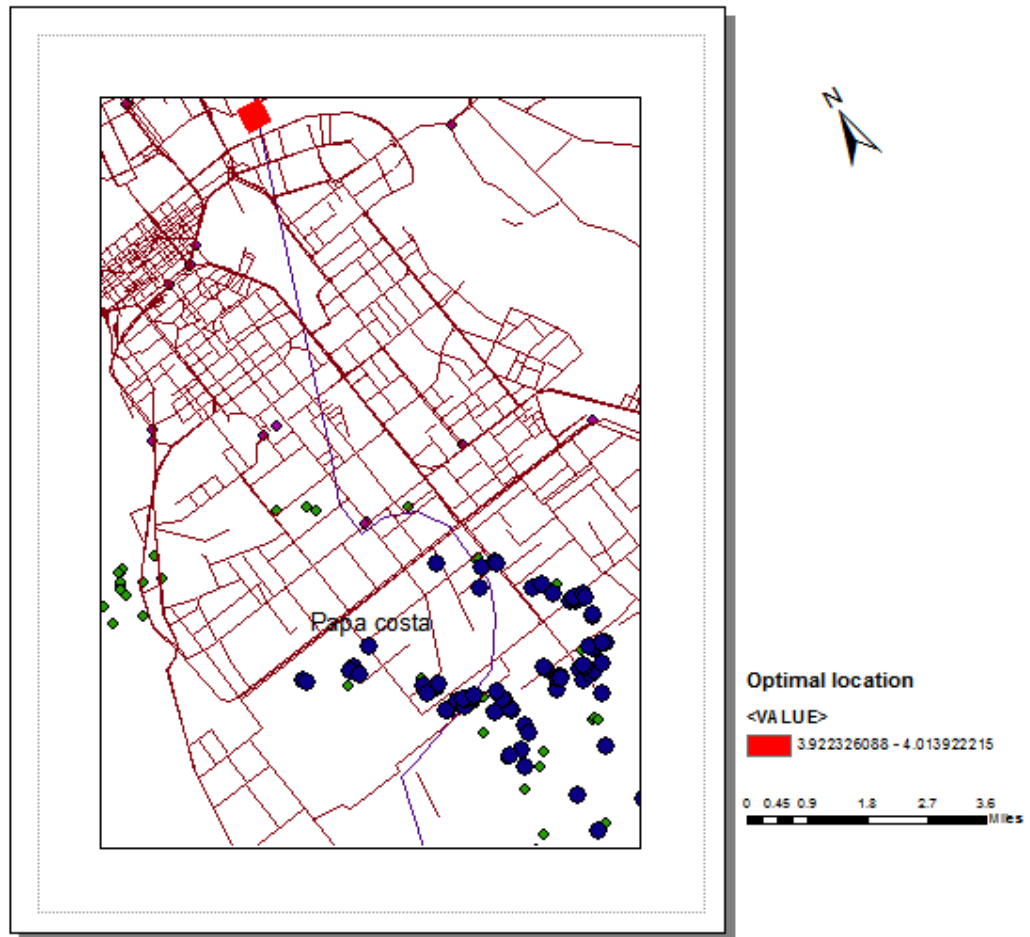 N
Papa costa
Optimal location
<VALUE>
3.922326088 - 4.013922215
0 0.45 0.9 1.8 2.7 3.6
Miles